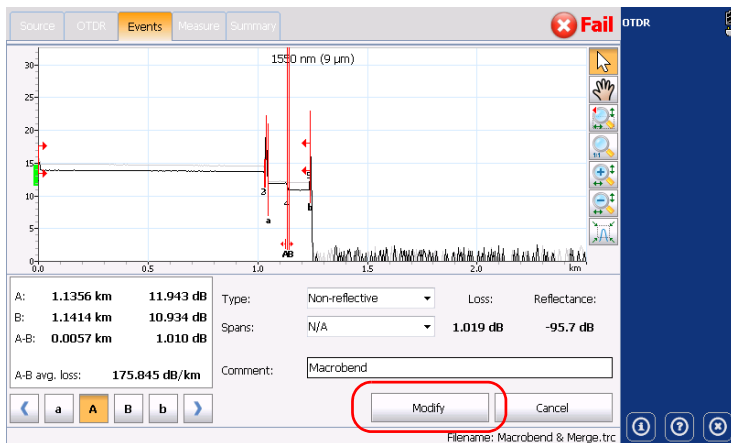 Source OTDR Events Measure Summary Fail OTDR
1550 nm (9 µm)
30
25
20
15
10
5
0
3 4 5
a AB b
0.0 0.5 1.0 1.5 2.0 km
1:1
A: 1.1356 km 11.943 dB
B: 1.1414 km 10.934 dB
A-B: 0.0057 km 1.010 dB
A-B avg. loss: 175.845 dB/km
Type: Non-reflective Loss: Reflectance:
Spans: N/A 1.019 dB -95.7 dB
Comment: Macrobend
a A B b Modify Cancel
Filename: Macrobend & Merge.trc